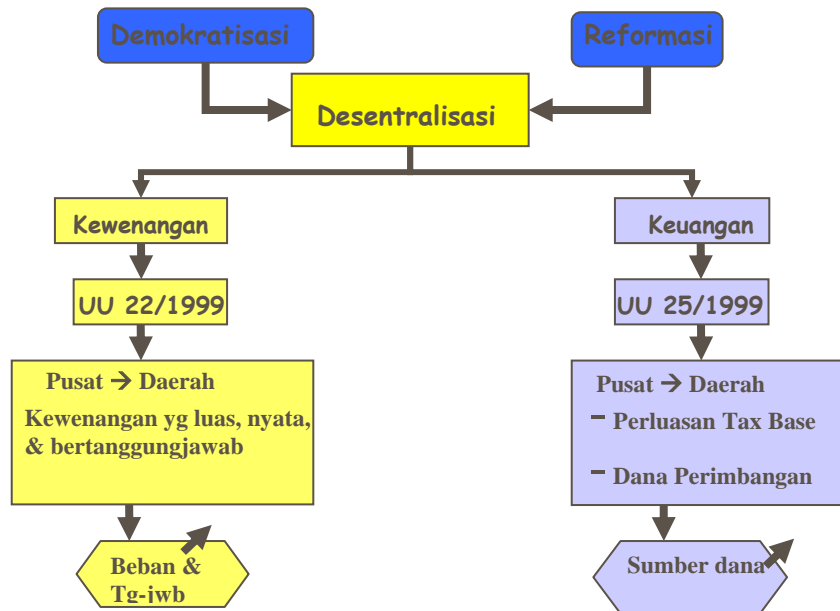 Demokratisasi
Reformasi
Desentralisasi
Kewenangan
Keuangan
UU 22/1999
UU 25/1999
Pusat → Daerah
Kewenangan yg luas, nyata,
& bertanggungjawab
Pusat → Daerah
– Perluasan Tax Base
– Dana Perimbangan
Beban &
Tg-jwb
Sumber dana